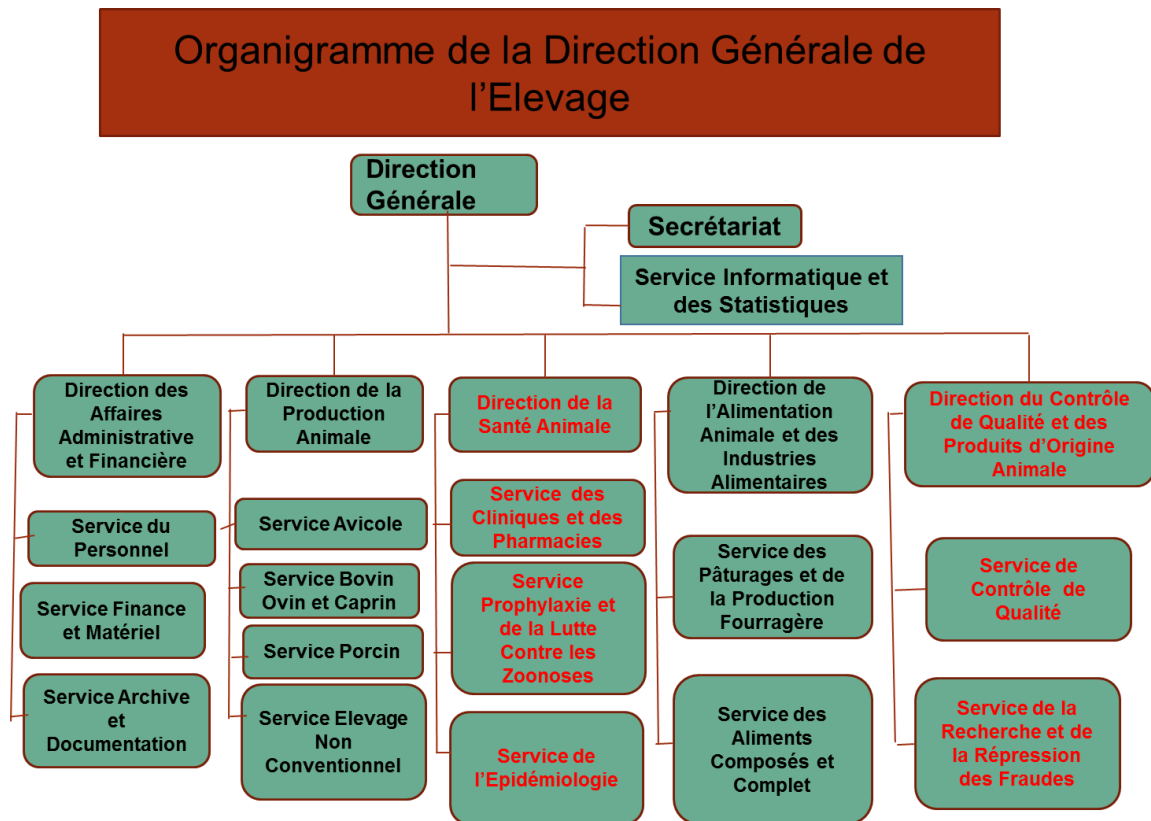 Organigramme de la Direction Générale de
l’Elevage
Direction
Générale
Secrétariat
Service Informatique et
des Statistiques
Direction des
Affaires
Administrative
et Financière
Service du
Personnel
Service Finance
et Matériel
Service Archive
et
Documentation
Direction de la
Production
Animale
Service Avicole
Service Bovin
Ovin et Caprin
Service Porcin
Service Elevage
Non
Conventionnel
Direction de la
Santé Animale
Service des
Cliniques et des
Pharmacies
Service
Prophylaxie et
de la Lutte
Contre les
Zoonoses
Service de
l’Epidémiologie
Direction de
l’Alimentation
Animale et des
Industries
Alimentaires
Service des
Pâturages et de
la Production
Fourragère
Service des
Aliments
Composés et
Complet
Direction du Contrôle
de Qualité et des
Produits d’Origine
Animale
Service de
Contrôle de
Qualité
Service de la
Recherche et de
la Répression
des Fraudes